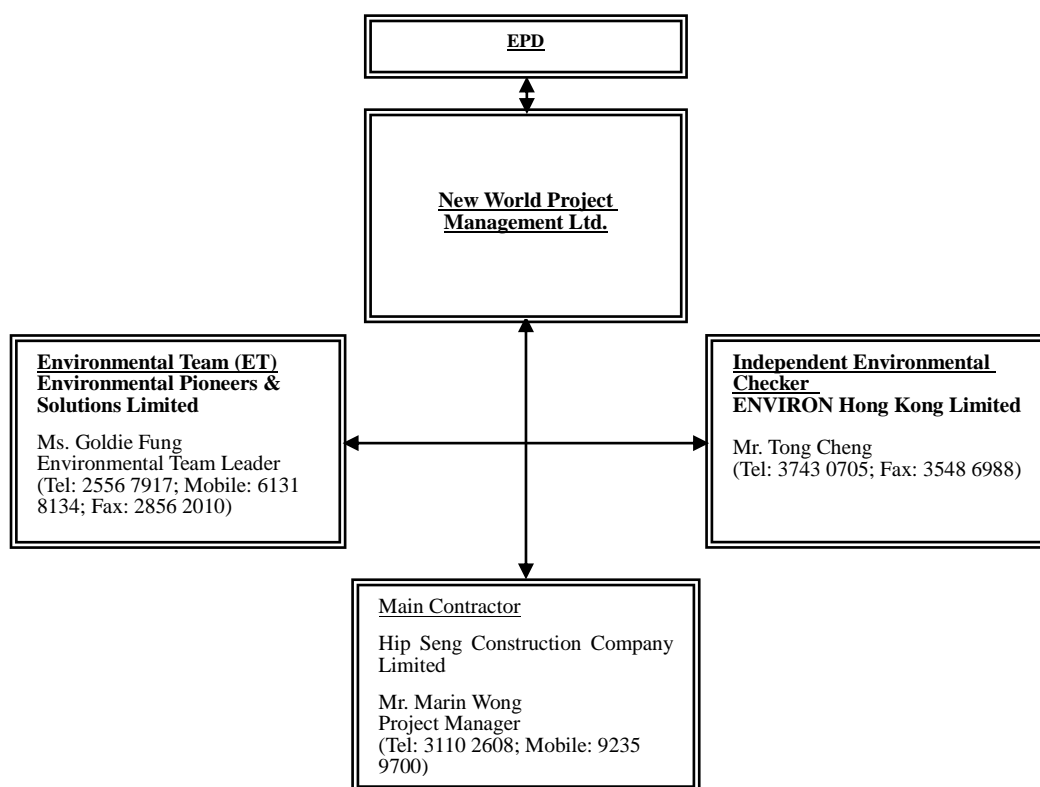 EPD
New World Project
Management Ltd.
Environmental Team (ET)
Environmental Pioneers &
Solutions Limited
Ms. Goldie Fung
Environmental Team Leader
(Tel: 2556 7917; Mobile: 6131
8134; Fax: 2856 2010)
Independent Environmental
Checker
ENVIRON Hong Kong Limited
Mr. Tong Cheng
(Tel: 3743 0705; Fax: 3548 6988)
Main Contractor
Hip Seng Construction Company
Limited
Mr. Marin Wong
Project Manager
(Tel: 3110 2608; Mobile: 9235
9700)